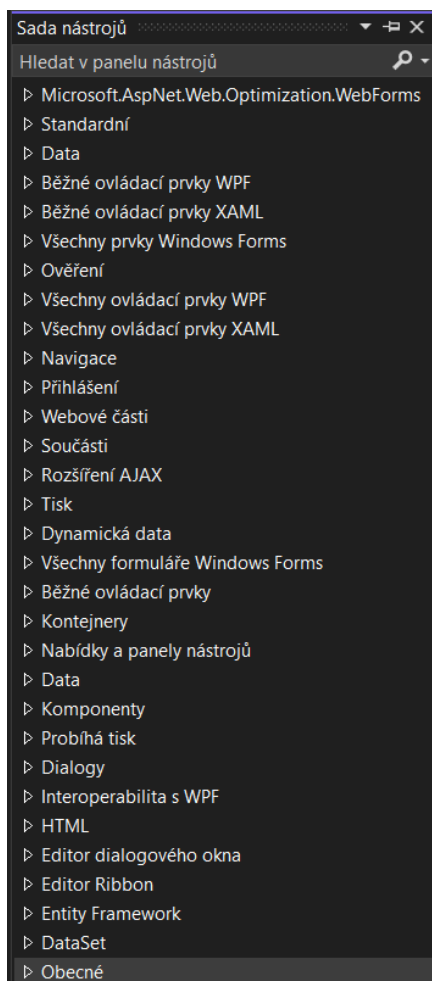 Sada nástrojů
Hledat v panelu nástrojů
Microsoft.AspNet.Web.Optimization.WebForms
Standardní
Data
Běžné ovládací prvky WPF
Běžné ovládací prvky XAML
Všechny prvky Windows Forms
Ověření
Všechny ovládací prvky WPF
Všechny ovládací prvky XAML
Navigace
Přihlášení
Webové části
Součásti
Rozšíření AJAX
Tisk
Dynamická data
Všechny formuláře Windows Forms
Běžné ovládací prvky
Kontejnery
Nabídky a panely nástrojů
Data
Komponenty
Probíhá tisk
Dialogy
Interoperabilita s WPF
HTML
Editor dialogového okna
Editor Ribbon
Entity Framework
DataSet
Obecné